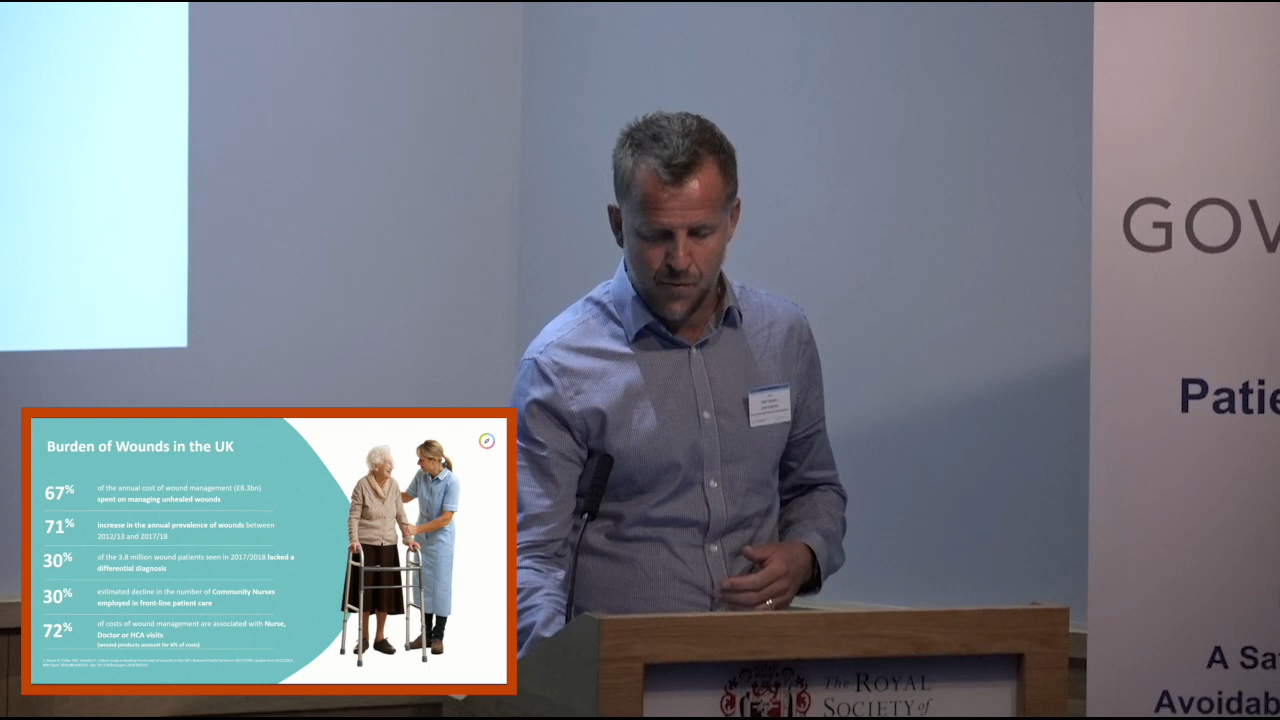 GOV
Patie
A Sa
Avoidab
The ROYAL
SOCIETY of
Burden of Wounds in the UK
67% of the annual cost of wound management (£8.3bn)
spent on managing unhealed wounds
71% increase in the annual prevalence of wounds between
2012/13 and 2017/18
30% of the 3.8 million wound patients seen in 2017/2018 lacked a
differential diagnosis
30% estimated decline in the number of Community Nurses
employed in front-line patient care
72% of costs of wound management are associated with Nurse,
Doctor or HCA visits
(wound products account for 6% of costs)